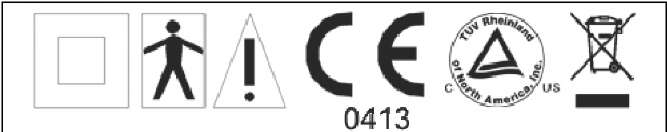 !
CE
TÜV Rheinland
of North America, Inc.
C US
0413